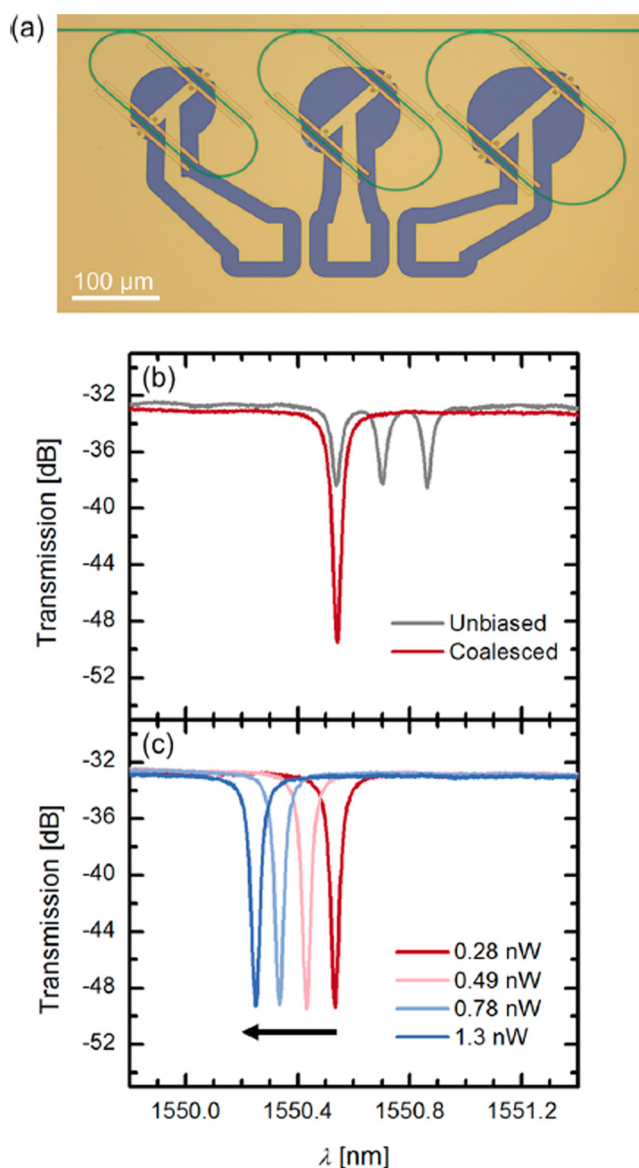 (a)
100 µm
(b)
-32
-36
-40
-44
-48
-52
Transmission [dB]
Unbiased
Coalesced
(c)
-32
-36
-40
-44
-48
-52
Transmission [dB]
0.28 nW
0.49 nW
0.78 nW
1.3 nW
1550.0 1550.4 1550.8 1551.2
λ [nm]